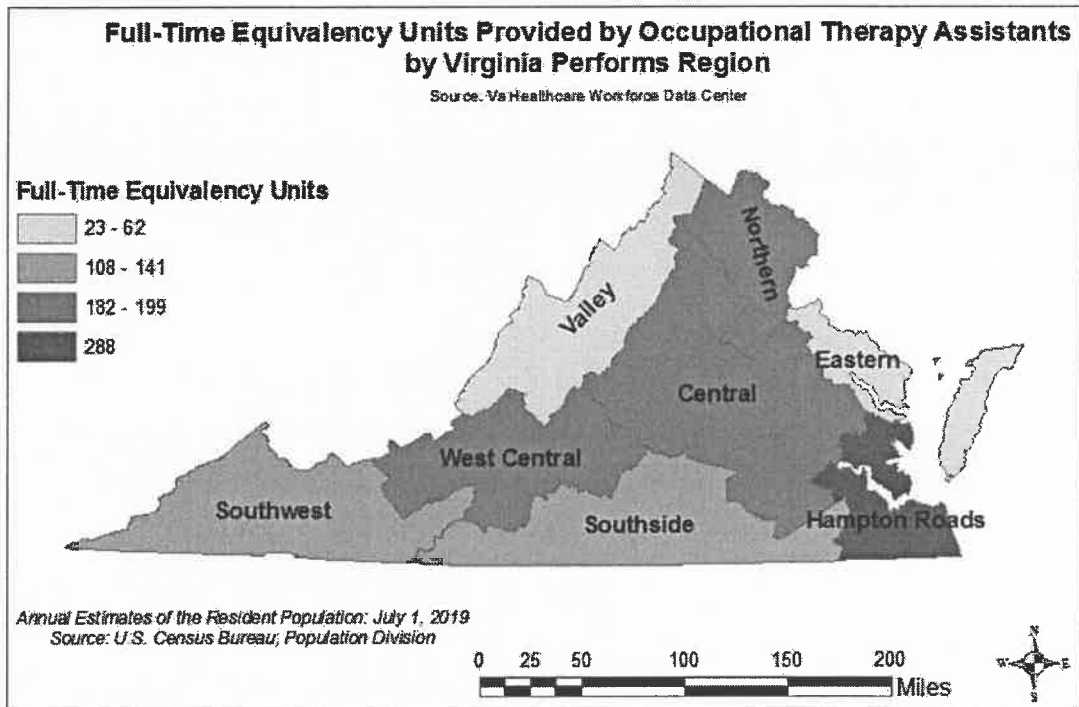 Full-Time Equivalency Units Provided by Occupational Therapy Assistants
by Virginia Performs Region
Source: Va Healthcare Workforce Data Center
Full-Time Equivalency Units
23 - 62
108 - 141
182 - 199
288
Northern
Valley
Eastern
Central
West Central
Southwest
Southside
Hampton Roads
Annual Estimates of the Resident Population: July 1, 2019
Source: U.S. Census Bureau, Population Division
0 25 50 100 150 200
Miles
N
W E
S